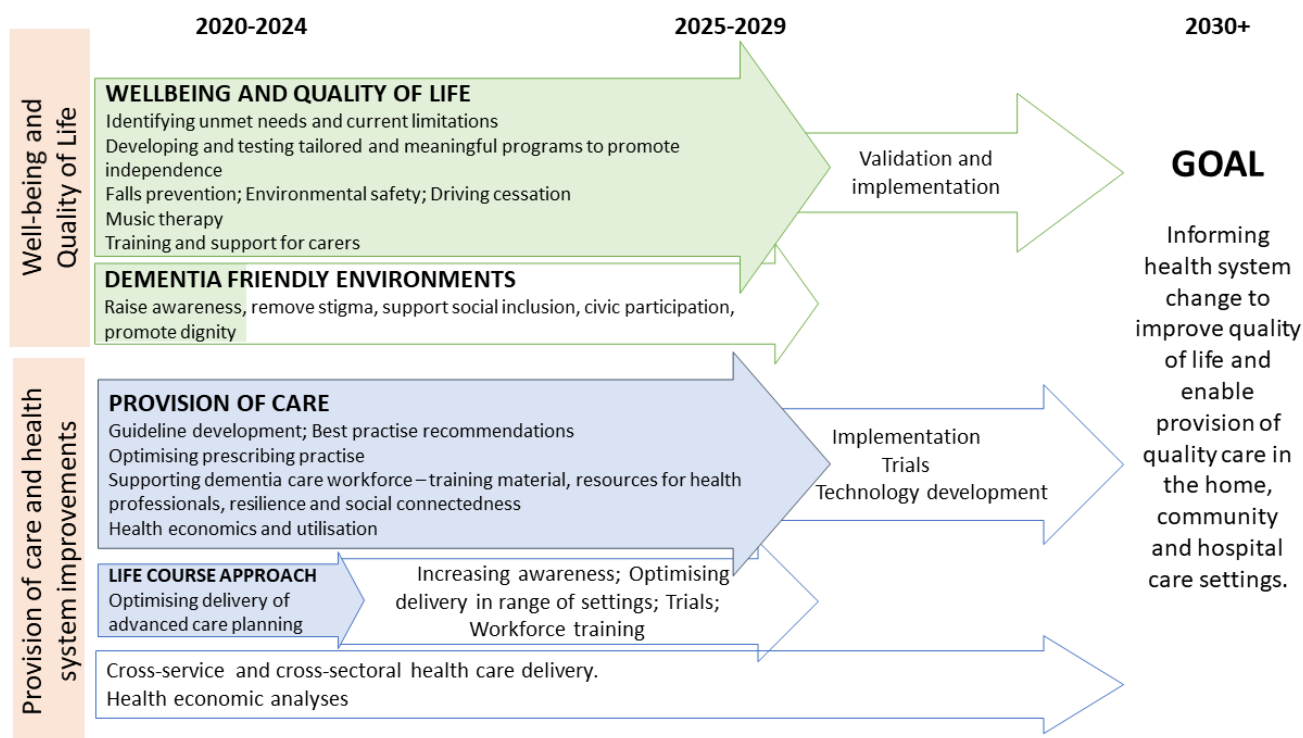 2020-2024
2025-2029
2030+
Well-being and
Quality of Life
WELLBEING AND QUALITY OF LIFE
Identifying unmet needs and current limitations
Developing and testing tailored and meaningful programs to promote
independence
Falls prevention; Environmental safety; Driving cessation
Music therapy
Training and support for carers
Validation and
implementation
DEMENTIA FRIENDLY ENVIRONMENTS
Raise awareness, remove stigma, support social inclusion, civic participation,
promote dignity
Provision of care and health
system improvements
PROVISION OF CARE
Guideline development; Best practise recommendations
Optimising prescribing practise
Supporting dementia care workforce – training material, resources for health
professionals, resilience and social connectedness
Health economics and utilisation
Implementation
Trials
Technology development
LIFE COURSE APPROACH
Optimising delivery of
advanced care planning
Increasing awareness; Optimising
delivery in range of settings; Trials;
Workforce training
Cross-service and cross-sectoral health care delivery.
Health economic analyses
GOAL
Informing
health system
change to
improve quality
of life and
enable
provision of
quality care in
the home,
community
and hospital
care settings.